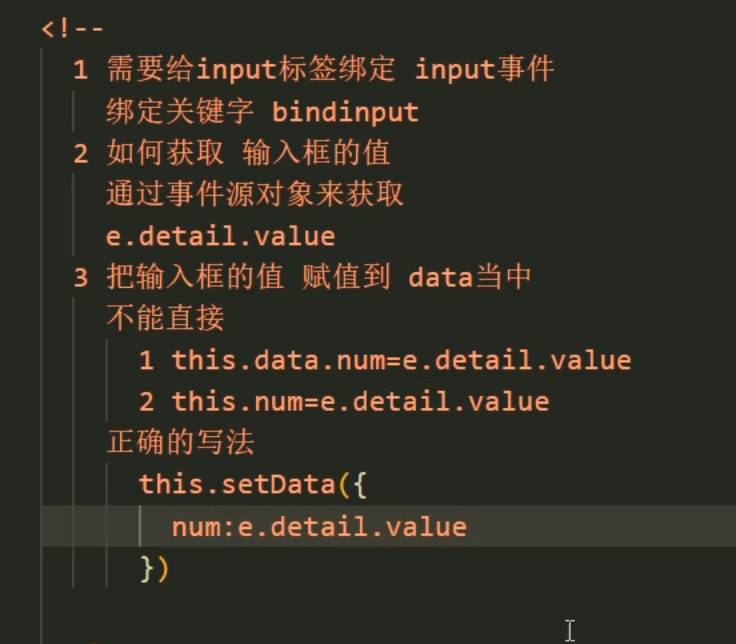 <!--
1 需要给input标签绑定 input事件
绑定关键字 bindinput
2 如何获取 输入框的值
通过事件源对象来获取
e.detail.value
3 把输入框的值 赋值到 data当中
不能直接
1 this.data.num=e.detail.value
2 this.num=e.detail.value
正确的写法
this.setData({
num:e.detail.value
})